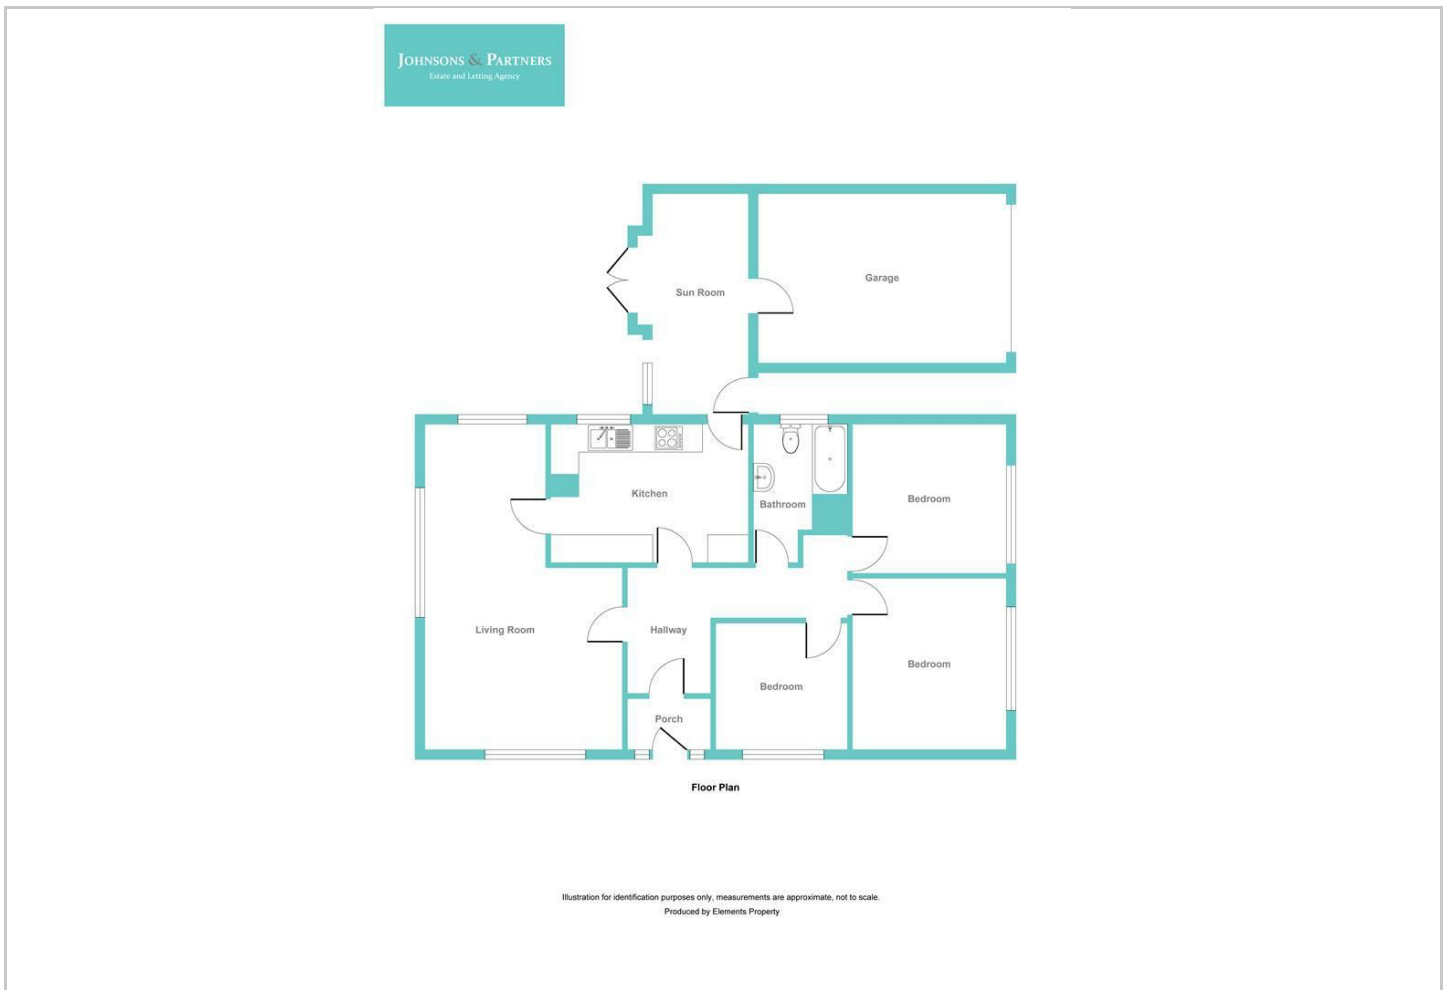 JOHNSONS & PARTNERS
Estate and Letting Agency
Garage
Sun Room
Kitchen
Bedroom
Bathroom
Living Room
Hallway
Bedroom
Bedroom
Porch
Floor Plan
Illustration for identification purposes only, measurements are approximate, not to scale.
Produced by Elements Property